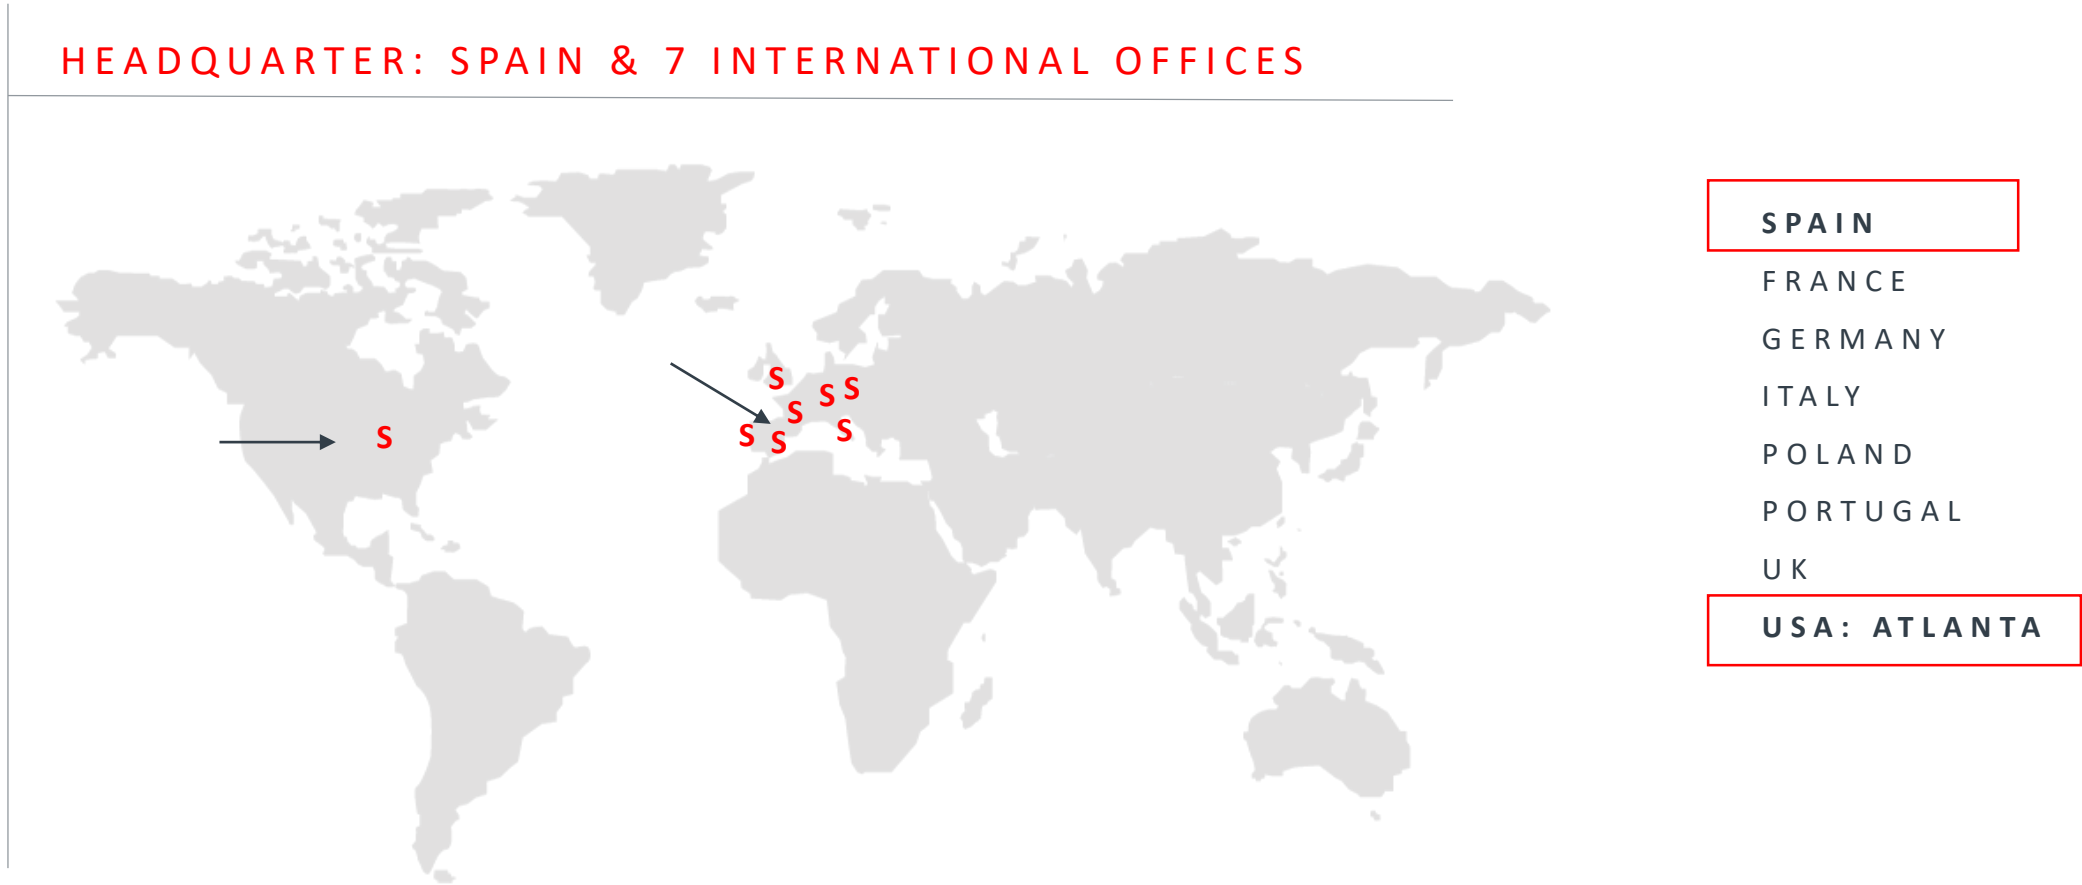 HEADQUARTER: SPAIN & 7 INTERNATIONAL OFFICES
SPAIN
FRANCE
GERMANY
ITALY
POLAND
PORTUGAL
UK
USA: ATLANTA
S
S
S
S
S
S
S
S